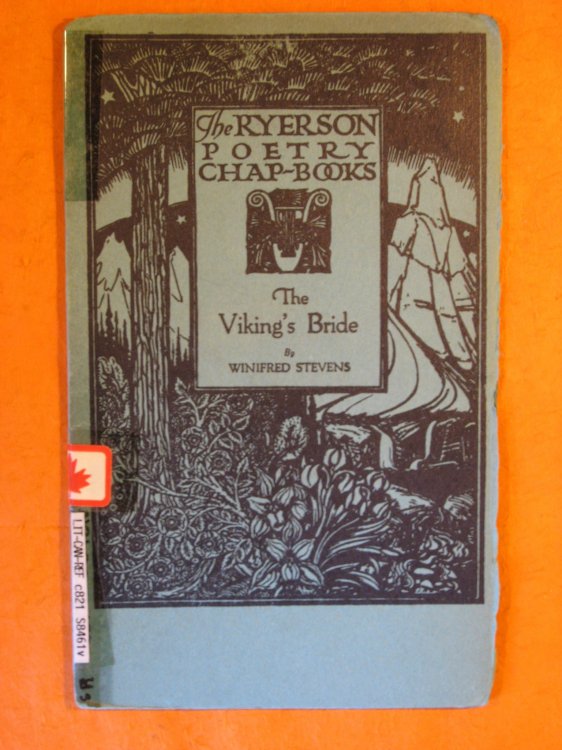 The RYERSON
POETRY
CHAP-BOOKS
The
Viking's Bride
By
WINIFRED STEVENS
LIT-CAN-REF c821 S8461v